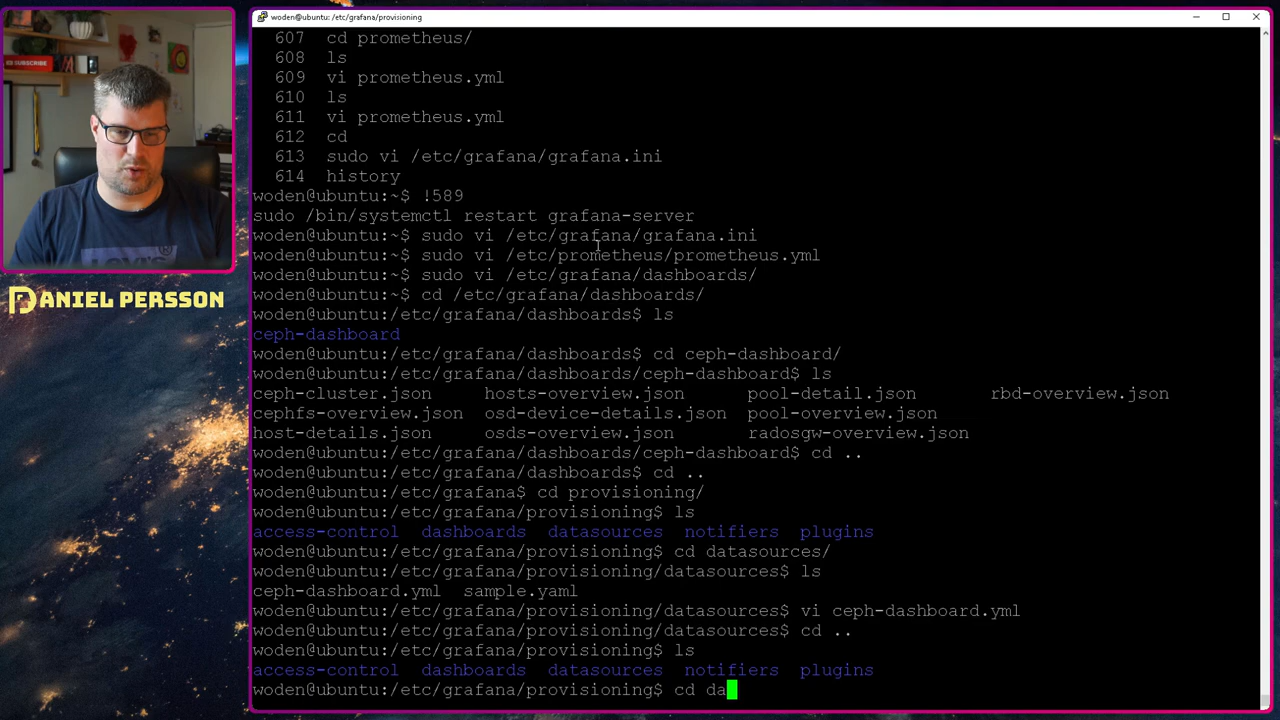 woden@ubuntu: /etc/grafana/provisioning
607 cd prometheus/
608 ls
609 vi prometheus.yml
610 ls
611 vi prometheus.yml
612 cd
613 sudo vi /etc/grafana/grafana.ini
614 history
woden@ubuntu:~$ !589
sudo /bin/systemctl restart grafana-server
woden@ubuntu:~$ sudo vi /etc/grafana/grafana.ini
woden@ubuntu:~$ sudo vi /etc/prometheus/prometheus.yml
woden@ubuntu:~$ sudo vi /etc/grafana/dashboards/
woden@ubuntu:~$ cd /etc/grafana/dashboards/
woden@ubuntu:/etc/grafana/dashboards$ ls
ceph-dashboard
woden@ubuntu:/etc/grafana/dashboards$ cd ceph-dashboard/
woden@ubuntu:/etc/grafana/dashboards/ceph-dashboard$ ls
ceph-cluster.json hosts-overview.json pool-detail.json rbd-overview.json
cephfs-overview.json osd-device-details.json pool-overview.json
host-details.json osds-overview.json radosgw-overview.json
woden@ubuntu:/etc/grafana/dashboards/ceph-dashboard$ cd ..
woden@ubuntu:/etc/grafana/dashboards$ cd ..
woden@ubuntu:/etc/grafana$ cd provisioning/
woden@ubuntu:/etc/grafana/provisioning$ ls
access-control dashboards datasources notifiers plugins
woden@ubuntu:/etc/grafana/provisioning$ cd datasources/
woden@ubuntu:/etc/grafana/provisioning/datasources$ ls
ceph-dashboard.yml sample.yaml
woden@ubuntu:/etc/grafana/provisioning/datasources$ vi ceph-dashboard.yml
woden@ubuntu:/etc/grafana/provisioning/datasources$ cd ..
woden@ubuntu:/etc/grafana/provisioning$ ls
access-control dashboards datasources notifiers plugins
woden@ubuntu:/etc/grafana/provisioning$ cd da
SUBSCRIBE
DANIEL PERSSON